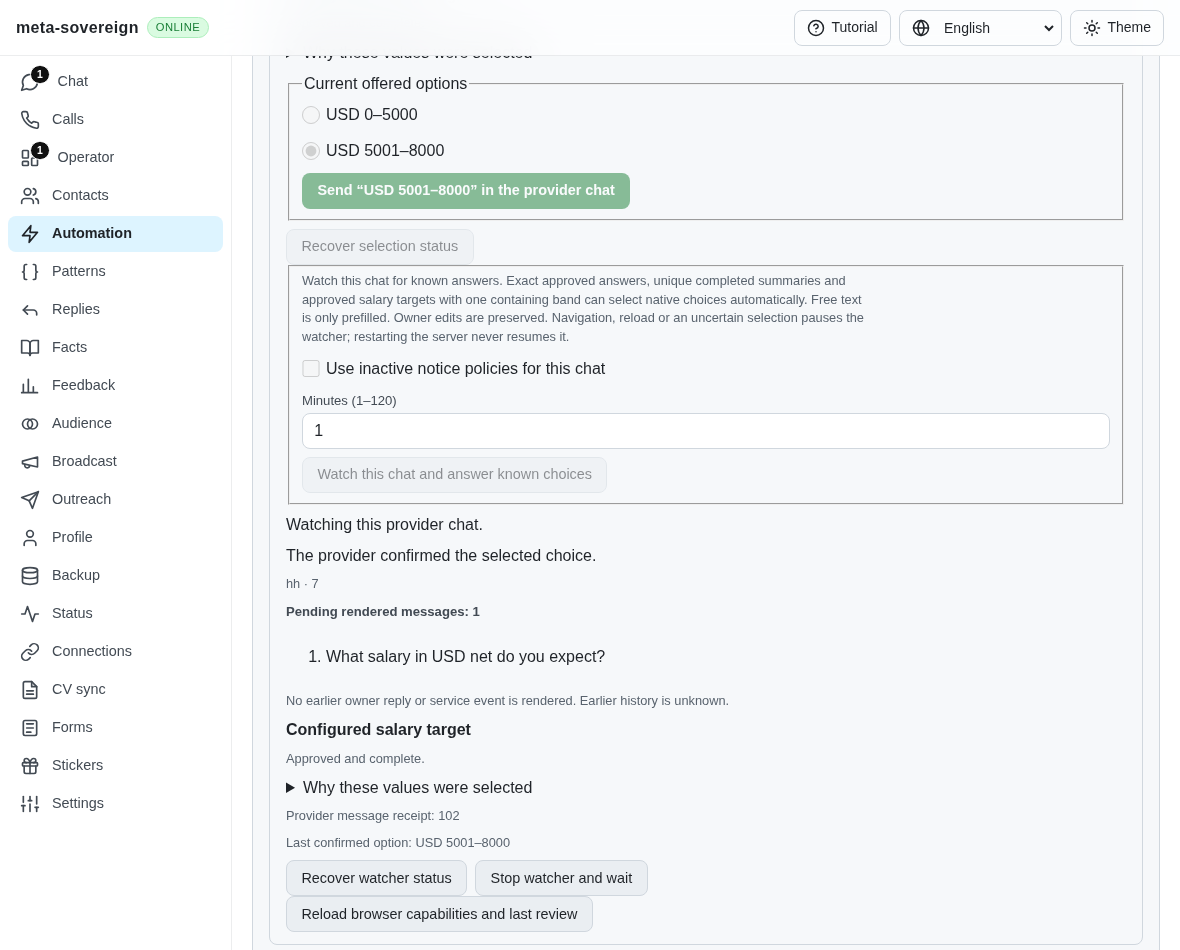 meta-sovereign
ONLINE
Tutorial
English
Theme
1
Chat
Calls
1
Operator
Contacts
Automation
Patterns
Replies
Facts
Feedback
Audience
Broadcast
Outreach
Profile
Backup
Status
Connections
CV sync
Forms
Stickers
Settings
Why these values were selected
Current offered options
USD 0–5000
USD 5001–8000
Send “USD 5001–8000” in the provider chat
Recover selection status
Watch this chat for known answers. Exact approved answers, unique completed summaries and
approved salary targets with one containing band can select native choices automatically. Free text
is only prefilled. Owner edits are preserved. Navigation, reload or an uncertain selection pauses the
watcher; restarting the server never resumes it.
Use inactive notice policies for this chat
Minutes (1–120)
1
Watch this chat and answer known choices
Watching this provider chat.
The provider confirmed the selected choice.
hh · 7
Pending rendered messages: 1
1. What salary in USD net do you expect?
No earlier owner reply or service event is rendered. Earlier history is unknown.
Configured salary target
Approved and complete.
Why these values were selected
Provider message receipt: 102
Last confirmed option: USD 5001–8000
Recover watcher status
Stop watcher and wait
Reload browser capabilities and last review